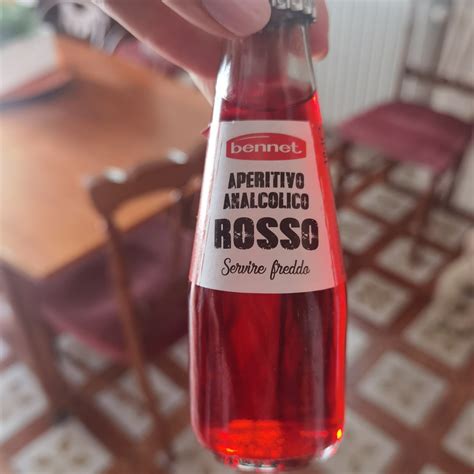 bennet
APERITIVO
ANALCOLICO
ROSSO
Servire freddo